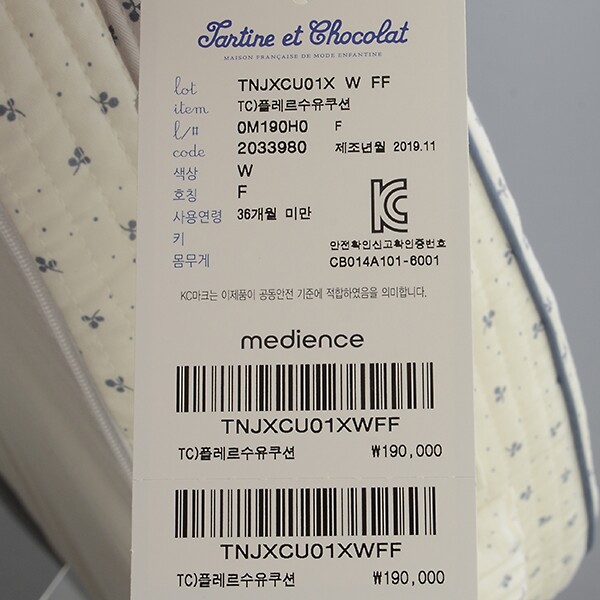 Tartine et Chocolat
MAISON FRANÇAISE DE MODE ENFANTINE
lot TNJXCU01X W FF
item TC)플레르수유쿠션
l/# 0M190H0 F
code 2033980 제조년월 2019.11
색상 W
호칭 F
사용연령 36개월 미만
키
몸무게
안전확인신고확인증번호
CB014A101-6001
KC마크는 이제품이 공동안전 기준에 적합하였음을 의미합니다.
medience
TNJXCU01XWFF
TC)플레르수유쿠션 ₩190,000
TNJXCU01XWFF
TC)플레르수유쿠션 ₩190,000